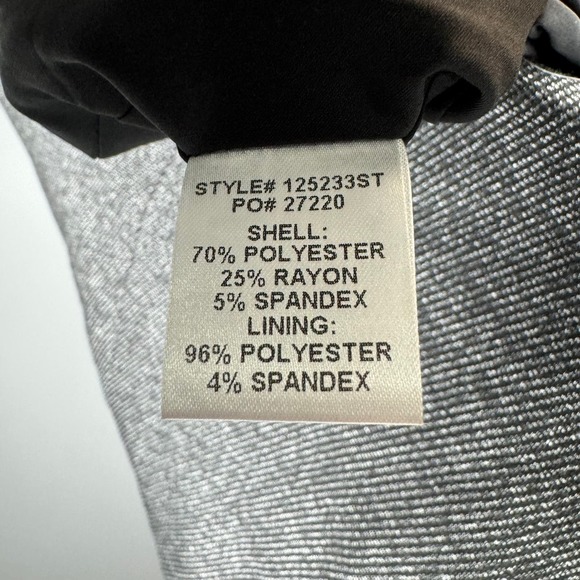 STYLE# 125233ST
PO# 27220
SHELL:
70% POLYESTER
25% RAYON
5% SPANDEX
LINING:
96% POLYESTER
4% SPANDEX